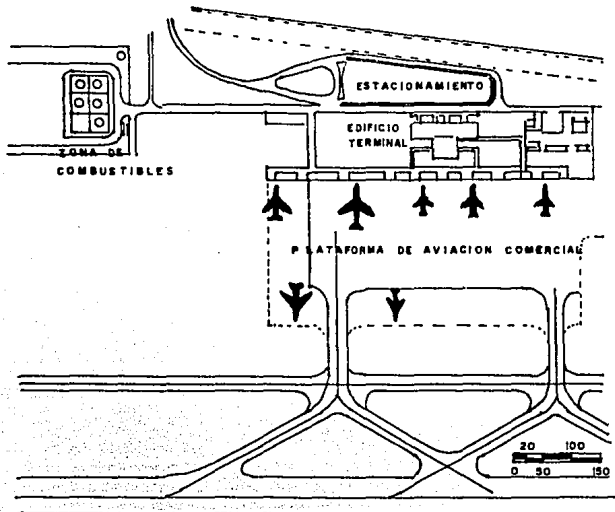 ESTACIONAMIENTO
EDIFICIO
TERMINAL
ZONA DE
COMBUSTIBLES
PLATAFORMA DE AVIACION COMERCIAL
20 100
0 50 150